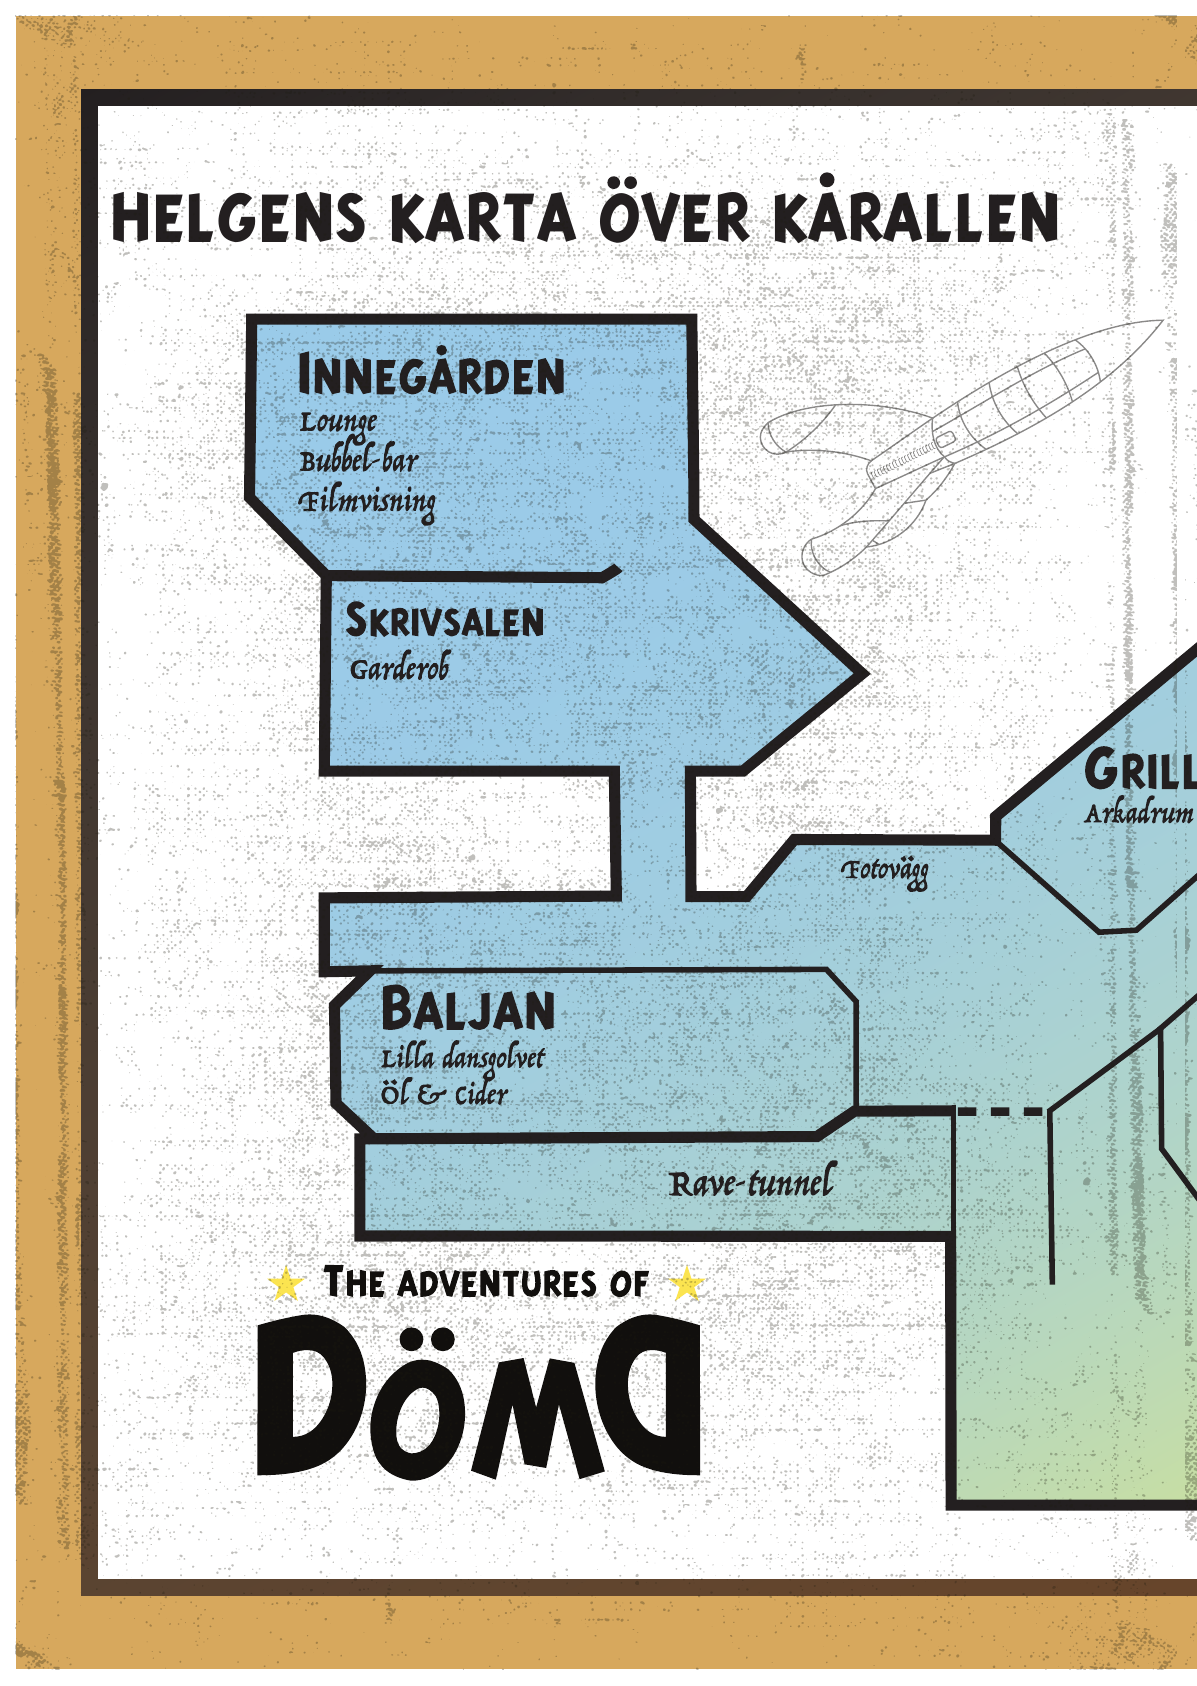 HELGENS KARTA ÖVER KÅRALLEN
INNEGÅRDEN
Lounge
Bubbel-bar
Filmvisning
SKRIVSALEN
Garderob
GRILL
Arkadrum
Fotovägg
BALJAN
Lilla dansgolvet
Öl & Cider
Rave-tunnel
THE ADVENTURES OF
DÖMD